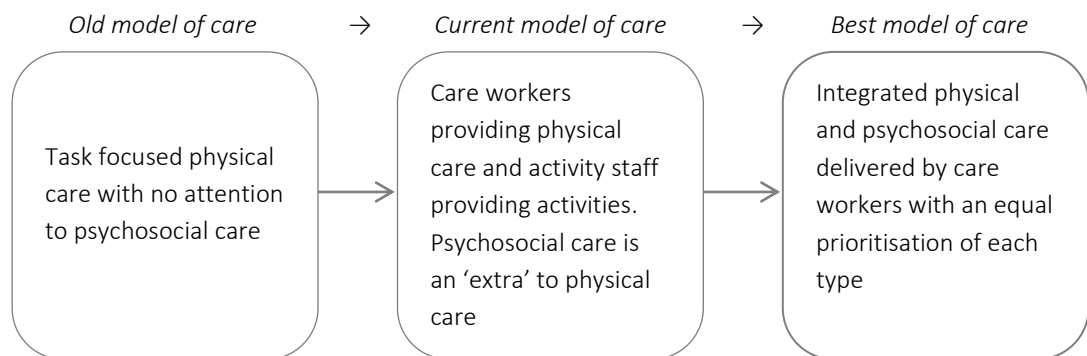 Old model of care → Current model of care → Best model of care
Task focused physical
care with no attention
to psychosocial care
Care workers
providing physical
care and activity staff
providing activities.
Psychosocial care is
an ‘extra’ to physical
care
Integrated physical
and psychosocial care
delivered by care
workers with an equal
prioritisation of each
type